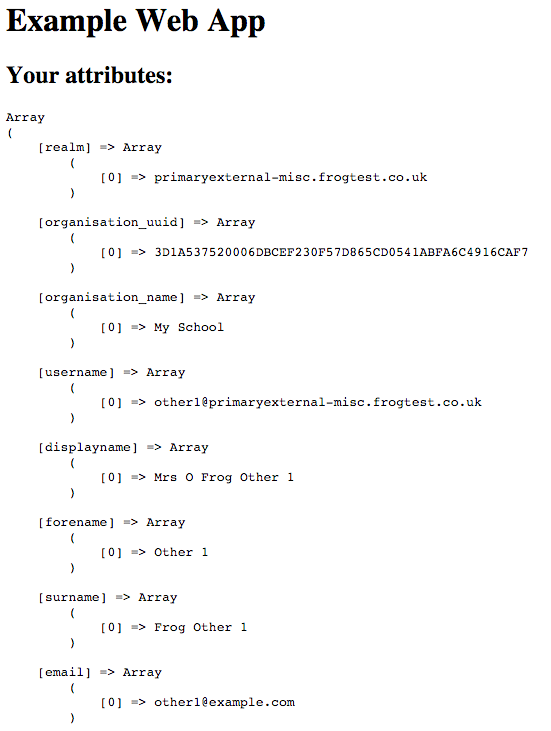 Example Web App
Your attributes:
Array
(
    [realm] => Array
        (
            [0] => primaryexternal-misc.frogtest.co.uk
        )
    [organisation_uuid] => Array
        (
            [0] => 3D1A537520006DBCEF230F57D865CD0541ABFA6C4916CAF7
        )
    [organisation_name] => Array
        (
            [0] => My School
        )
    [username] => Array
        (
            [0] => other1@primaryexternal-misc.frogtest.co.uk
        )
    [displayname] => Array
        (
            [0] => Mrs O Frog Other 1
        )
    [forename] => Array
        (
            [0] => Other 1
        )
    [surname] => Array
        (
            [0] => Frog Other 1
        )
    [email] => Array
        (
            [0] => other1@example.com
        )